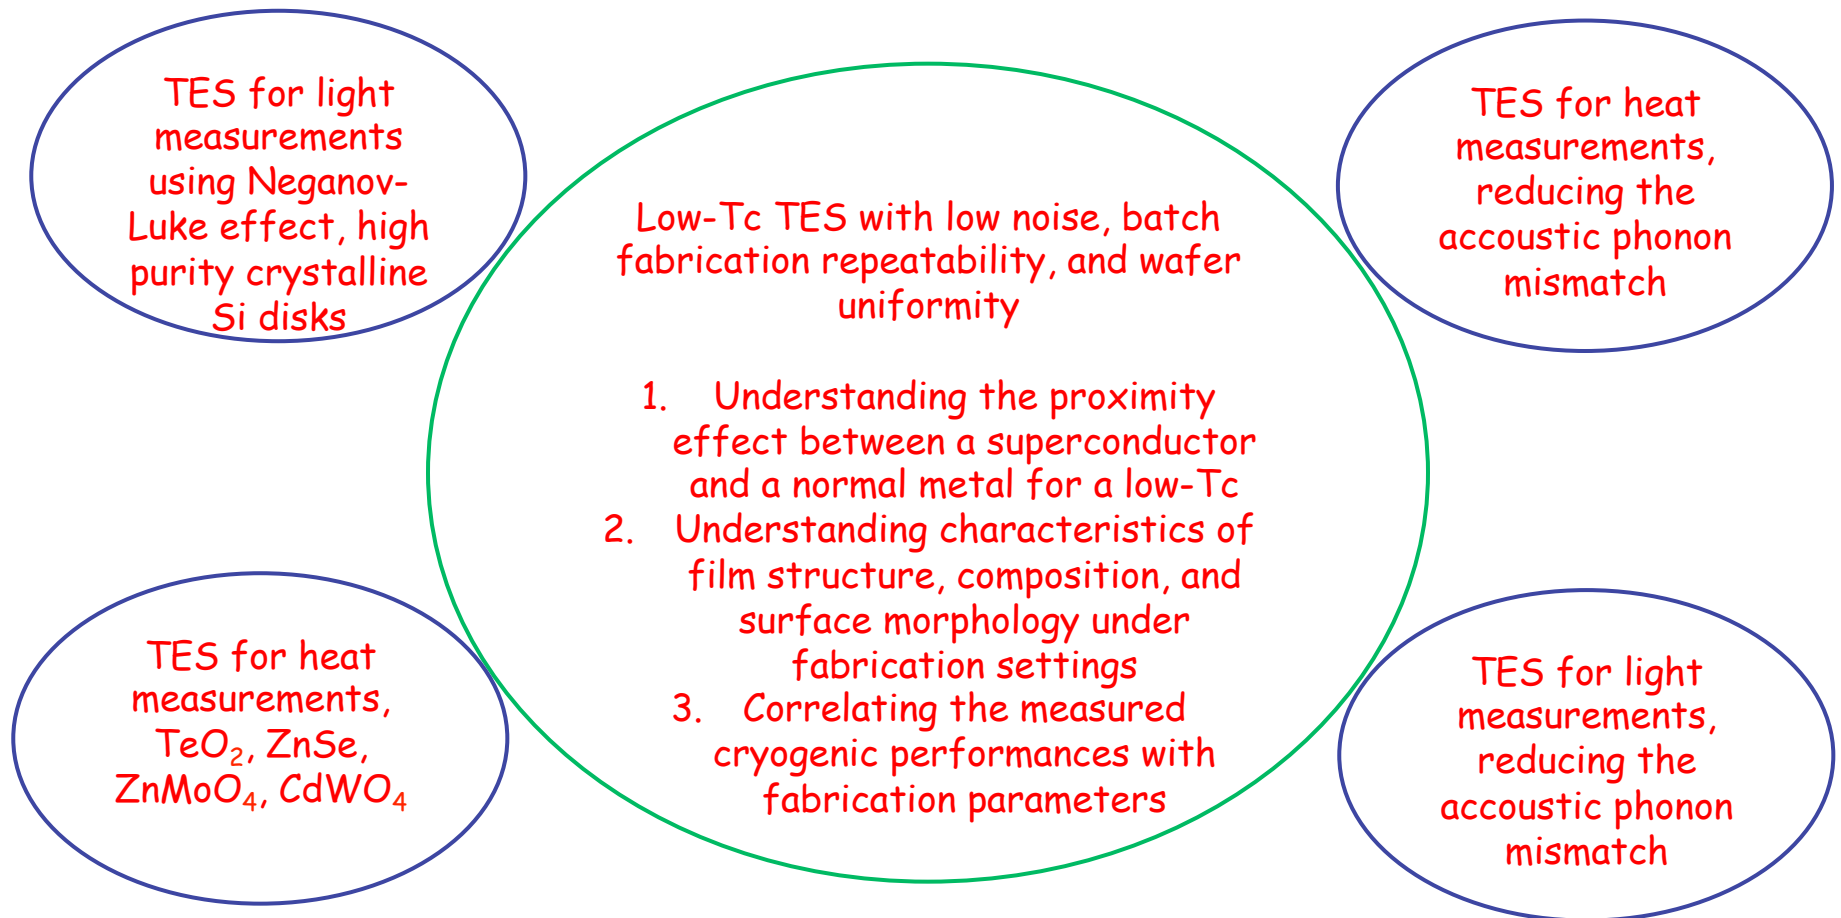 TES for light
measurements
using Neganov-
Luke effect, high
purity crystalline
Si disks
Low-Tc TES with low noise, batch
fabrication repeatability, and wafer
uniformity
1. Understanding the proximity
effect between a superconductor
and a normal metal for a low-Tc
2. Understanding characteristics of
film structure, composition, and
surface morphology under
fabrication settings
3. Correlating the measured
cryogenic performances with
fabrication parameters
TES for heat
measurements,
reducing the
accoustic phonon
mismatch
TES for heat
measurements,
TeO₂, ZnSe,
ZnMoO₄, CdWO₄
TES for light
measurements,
reducing the
accoustic phonon
mismatch